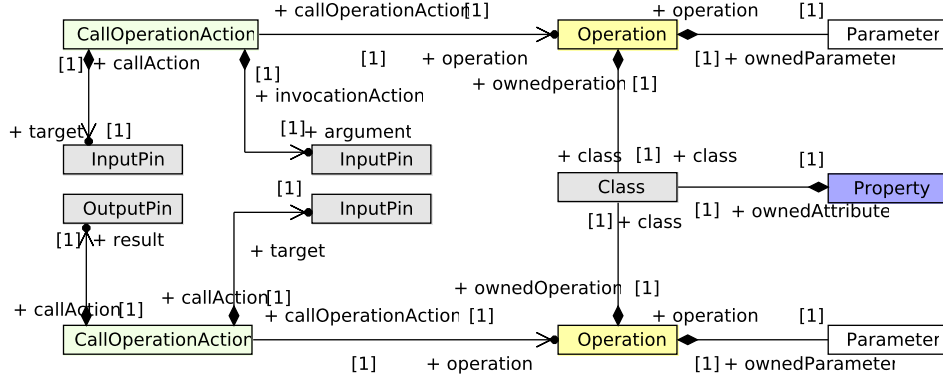 + callOperationAction [1]
+ operation [1]
CallOperationAction
Operation
Parameter
[1] + callAction
[1]
[1] + operation
[1] + ownedParameter
+ invocationAction
+ ownedperation [1]
+ target [1]
[1] + argument
InputPin
InputPin
+ class [1] + class [1]
OutputPin
InputPin
[1]
Class
Property
[1] + result
+ target
[1] + class
[1] + ownedAttribute
+ callAction [1]
+ callAction [1]
+ ownedOperation [1]
+ callOperationAction [1]
+ operation [1]
CallOperationAction
Operation
Parameter
[1] + operation
[1] + ownedParameter